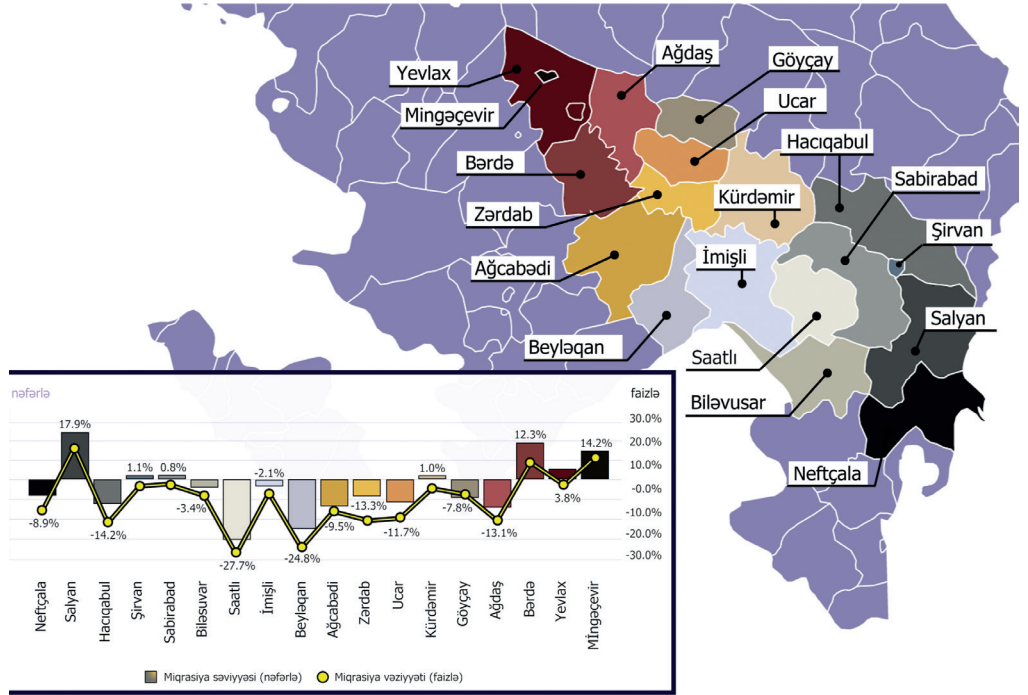 Ağdaş
Göyçay
Yevlax
Ucar
Mingəçevir
Hacıqabul
Bərdə
Sabirabad
Kürdəmir
Zərdab
Şirvan
İmişli
Ağcabədi
Salyan
Beyləqan
Saatlı
Biləvusar
Neftçala
nəfərlə
faizlə
30.0%
20.0%
10.0%
-0.0%
-10.0%
-20.0%
-30.0%
-8.9%
17.9%
-14.2%
1.1%
0.8%
-3.4%
-27.7%
-2.1%
-24.8%
-9.5%
-13.3%
-11.7%
1.0%
-7.8%
-13.1%
12.3%
3.8%
14.2%
Neftçala
Salyan
Hacıqabul
Şirvan
Sabirabad
Biləsuvar
Saatlı
İmişli
Beyləqan
Ağcabədi
Zərdab
Ucar
Kürdəmir
Göyçay
Ağdaş
Bərdə
Yevlax
Mingəçevir
Miqrasiya səviyyəsi (nəfərlə)
Miqrasiya vəziyyəti (faizlə)